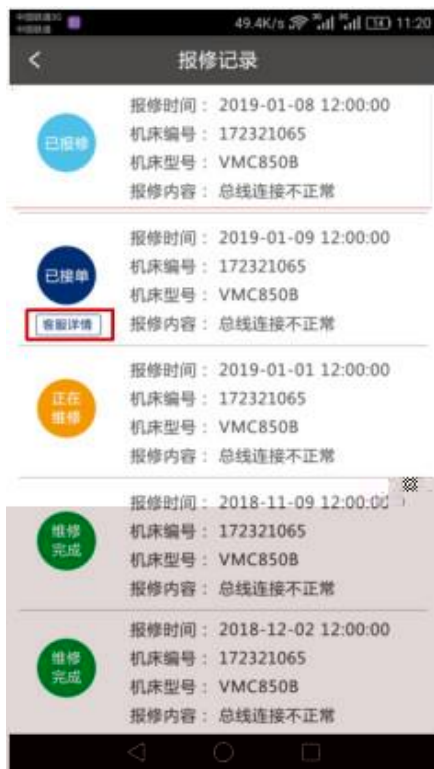 49.4K/s 11:20
报修记录
报修时间： 2019-01-08 12:00:00
已报修
机床编号： 172321065
机床型号： VMC850B
报修内容： 总线连接不正常
报修时间： 2019-01-09 12:00:00
已接单
机床编号： 172321065
机床型号： VMC850B
客服详情
报修内容： 总线连接不正常
报修时间： 2019-01-01 12:00:00
正在
维修
机床编号： 172321065
机床型号： VMC850B
报修内容： 总线连接不正常
报修时间： 2018-11-09 12:00:00
维修
完成
机床编号： 172321065
机床型号： VMC850B
报修内容： 总线连接不正常
报修时间： 2018-12-02 12:00:00
维修
完成
机床编号： 172321065
机床型号： VMC850B
报修内容： 总线连接不正常